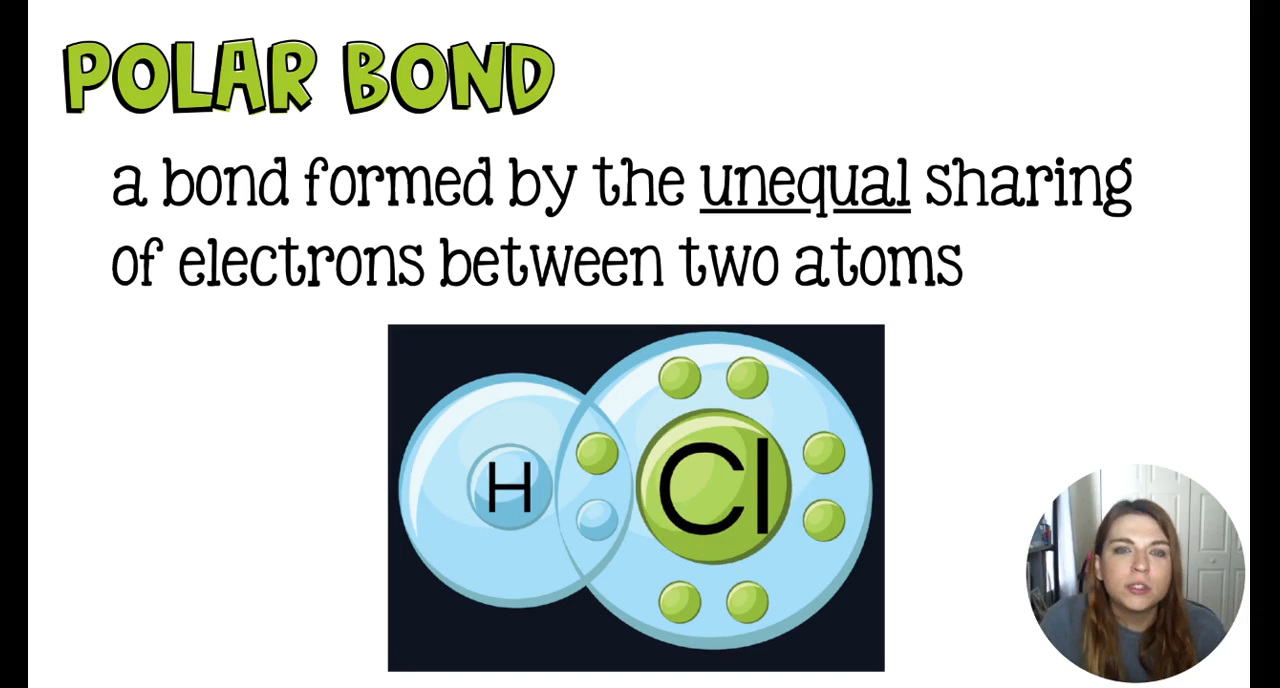 POLAR BOND
a bond formed by the unequal sharing
of electrons between two atoms
H
Cl